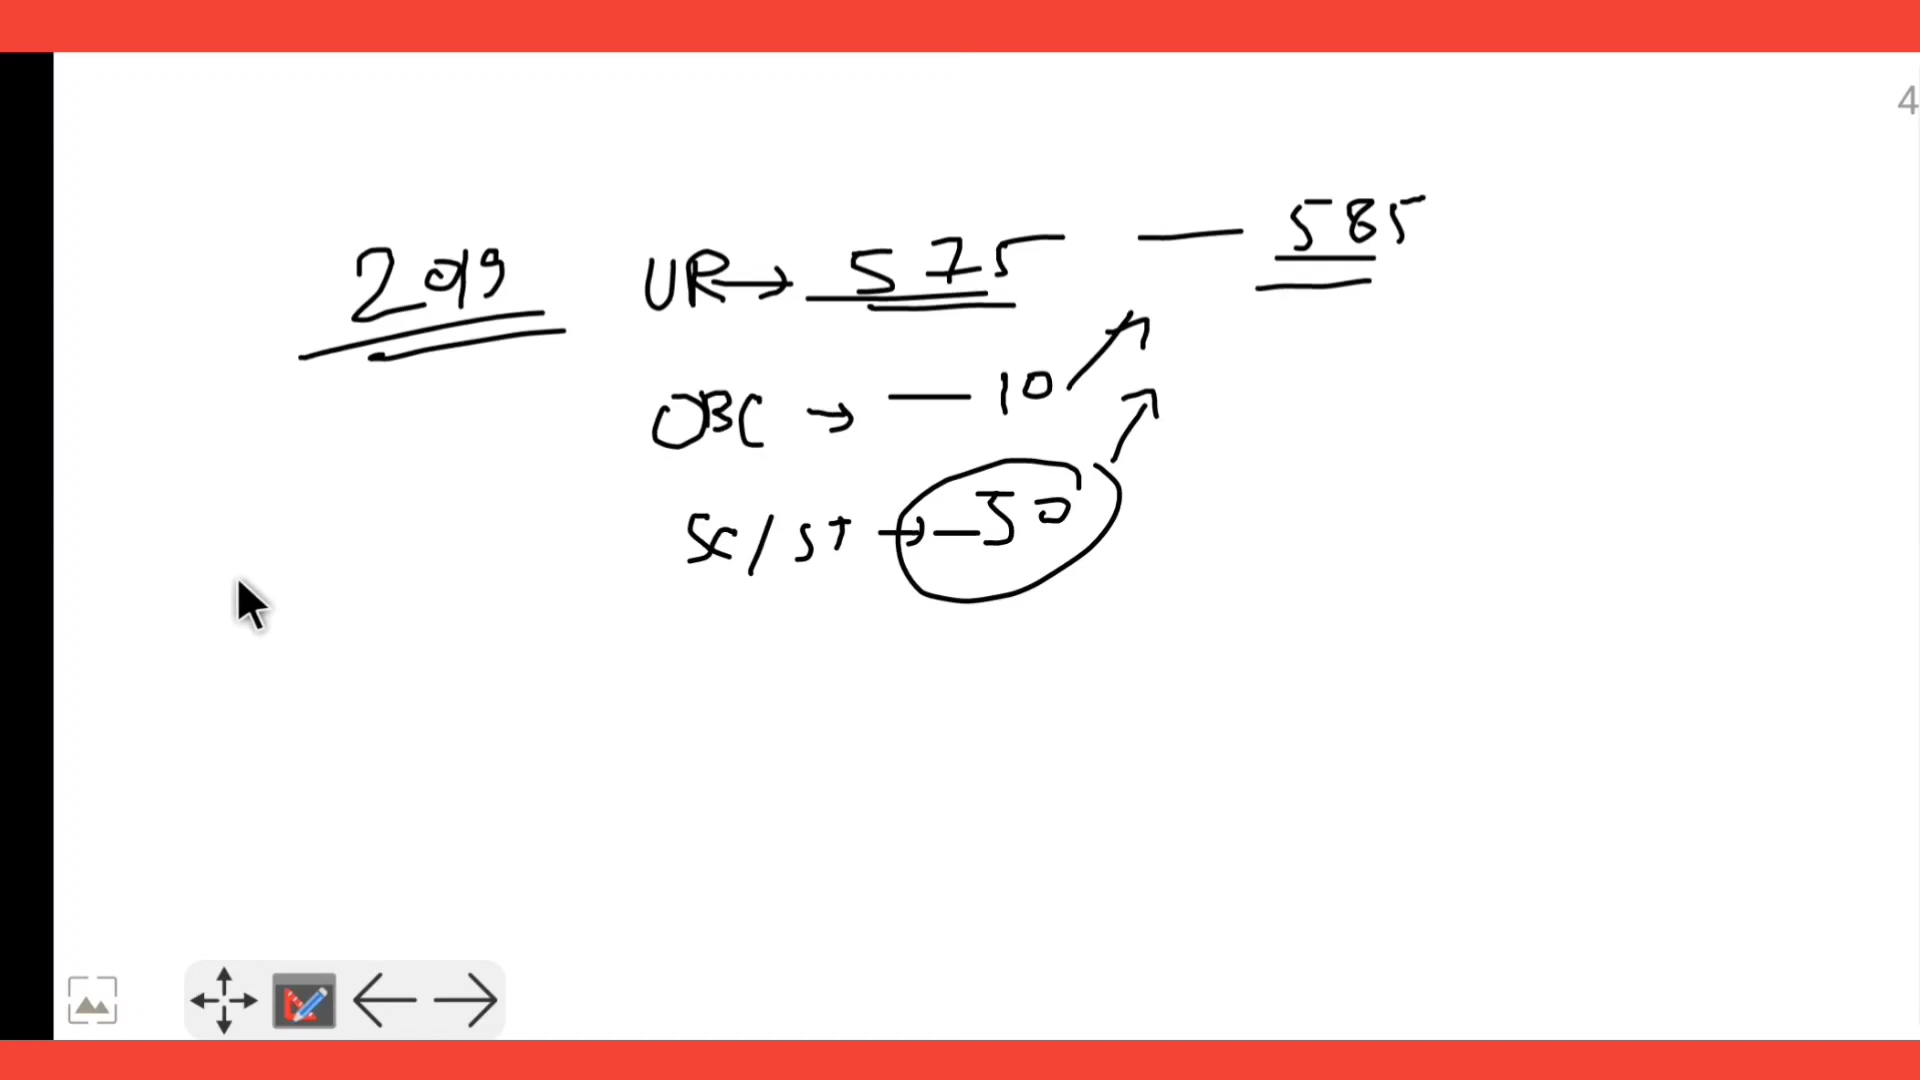 4
2019 UR → 575 — 585
OBC → — 10
SC/ST → — 50